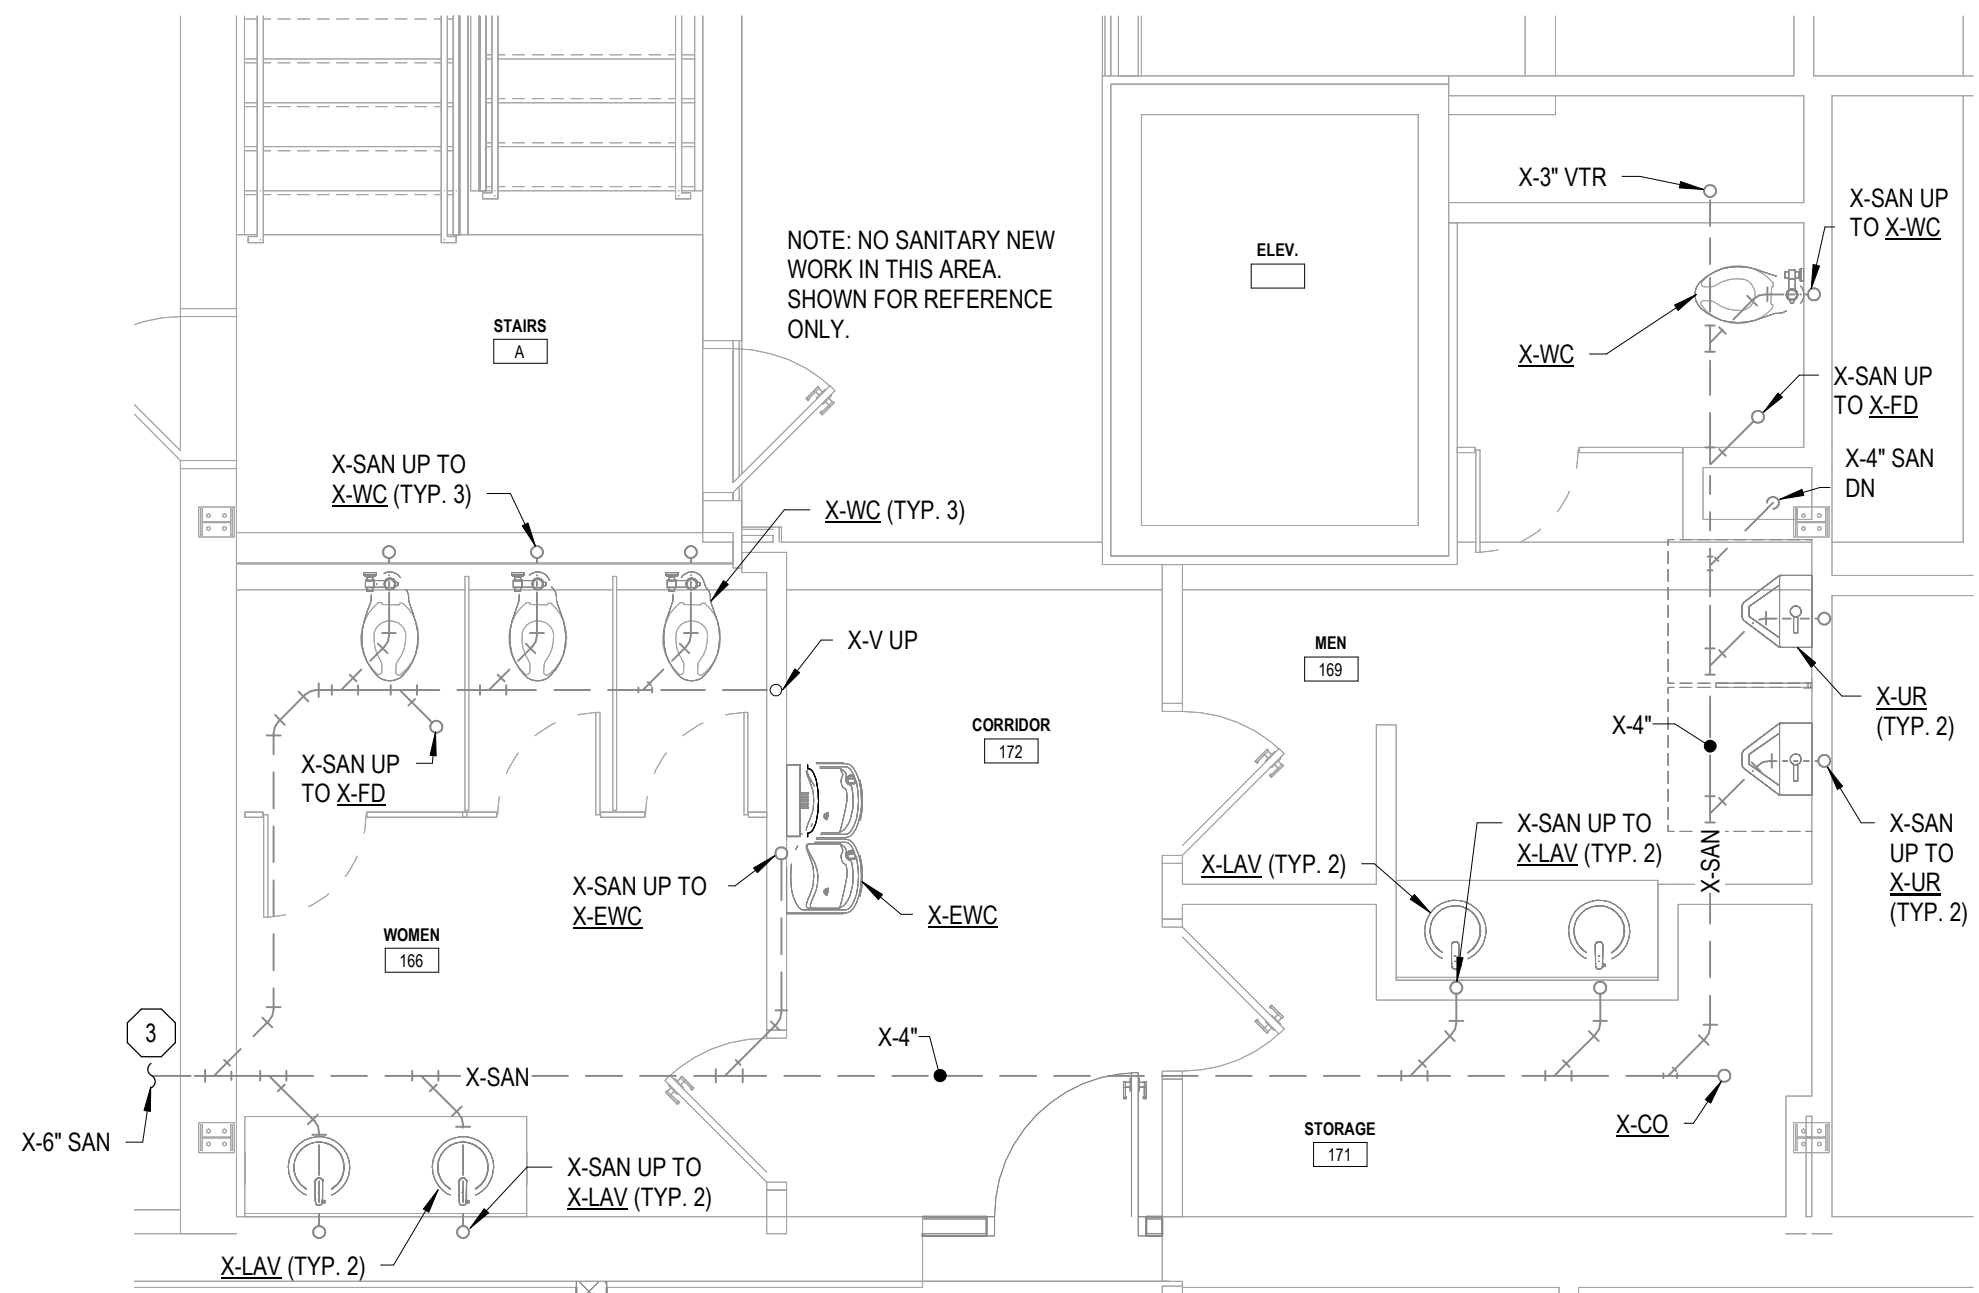 X-3" VTR
X-SAN UP
TO X-WC
NOTE: NO SANITARY NEW
WORK IN THIS AREA.
SHOWN FOR REFERENCE
ONLY.
ELEV.
STAIRS
A
X-WC
X-SAN UP
TO X-FD
X-SAN UP TO
X-WC (TYP. 3)
X-WC (TYP. 3)
X-4" SAN
DN
X-V UP
MEN
169
X-UR
(TYP. 2)
X-4"
CORRIDOR
172
X-SAN UP
TO X-FD
X-SAN UP TO
X-LAV (TYP. 2)
X-LAV (TYP. 2)
X-SAN
X-SAN
UP TO
X-UR
(TYP. 2)
X-SAN UP TO
X-EWC
X-EWC
WOMEN
166
3
X-4"
X-SAN
X-6" SAN
STORAGE
171
X-CO
X-SAN UP TO
X-LAV (TYP. 2)
X-LAV (TYP. 2)